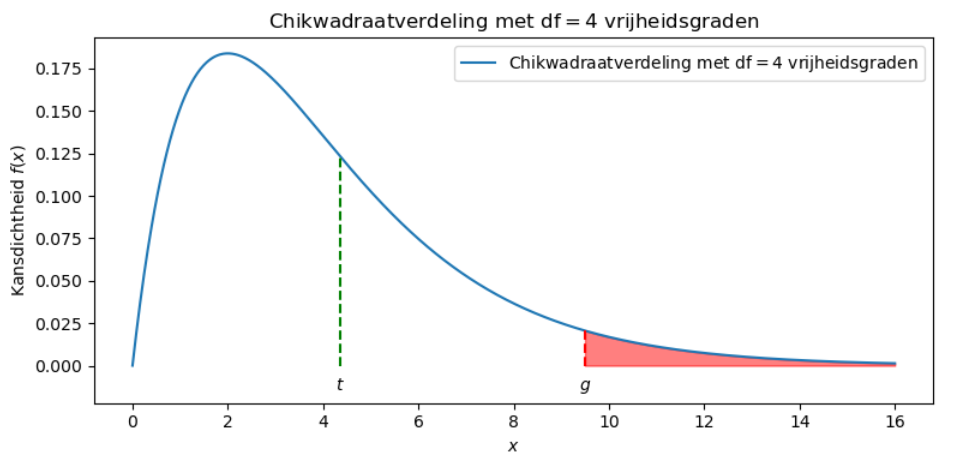 Chikwadraatverdeling met df = 4 vrijheidsgraden
Chikwadraatverdeling met df = 4 vrijheidsgraden
Kansdichtheid f(x)
0.175
0.150
0.125
0.100
0.075
0.050
0.025
0.000
t
g
0 2 4 6 8 10 12 14 16
x